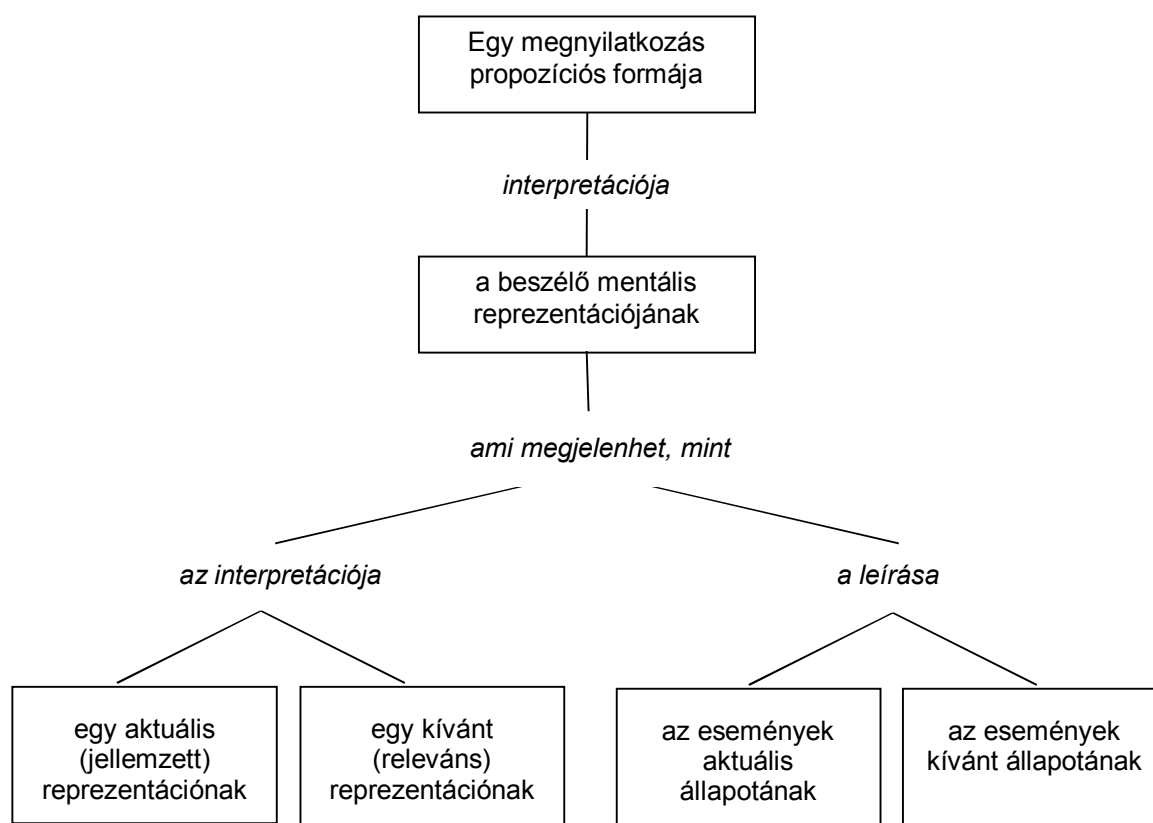 Egy megnyilatkozás
propozíciós formája
interpretációja
a beszélő mentális
reprezentációjának
ami megjelenhet, mint
az interpretációja
a leírása
egy aktuális
(jellemzett)
reprezentációnak
egy kívánt
(releváns)
reprezentációnak
az események
aktuális
állapotának
az események
kívánt állapotának